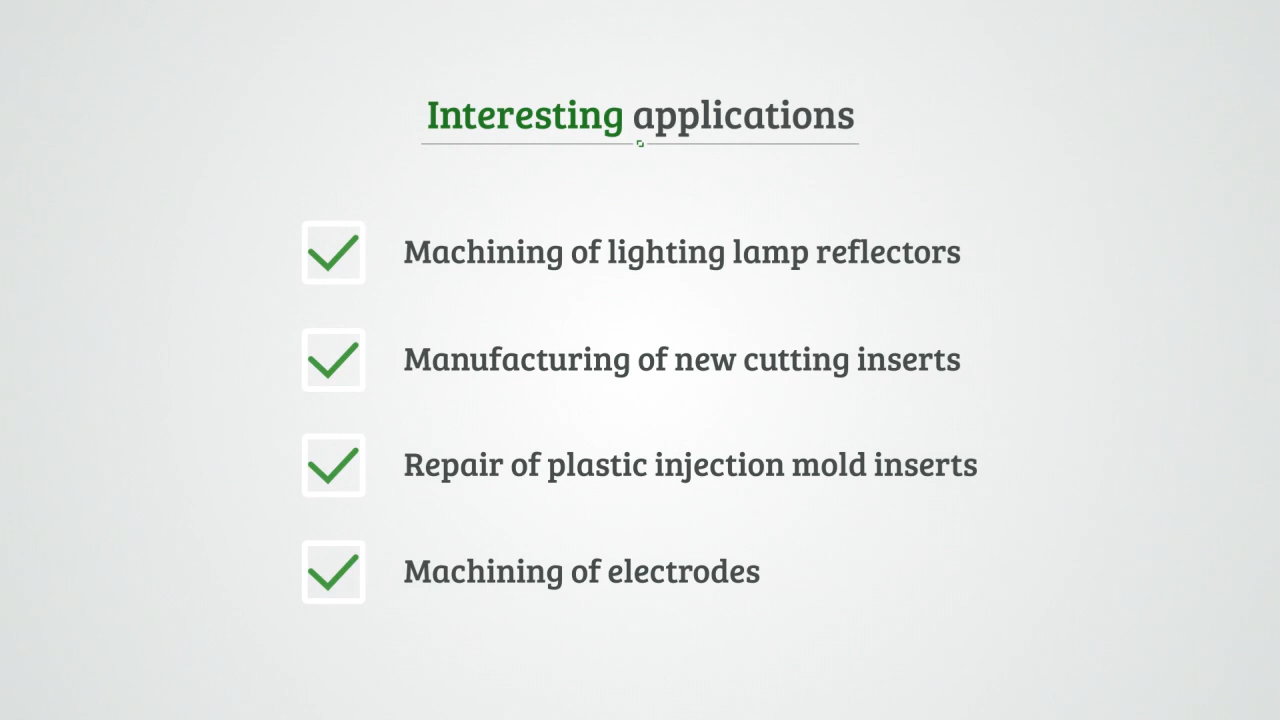 Interesting applications
Machining of lighting lamp reflectors
Manufacturing of new cutting inserts
Repair of plastic injection mold inserts
Machining of electrodes